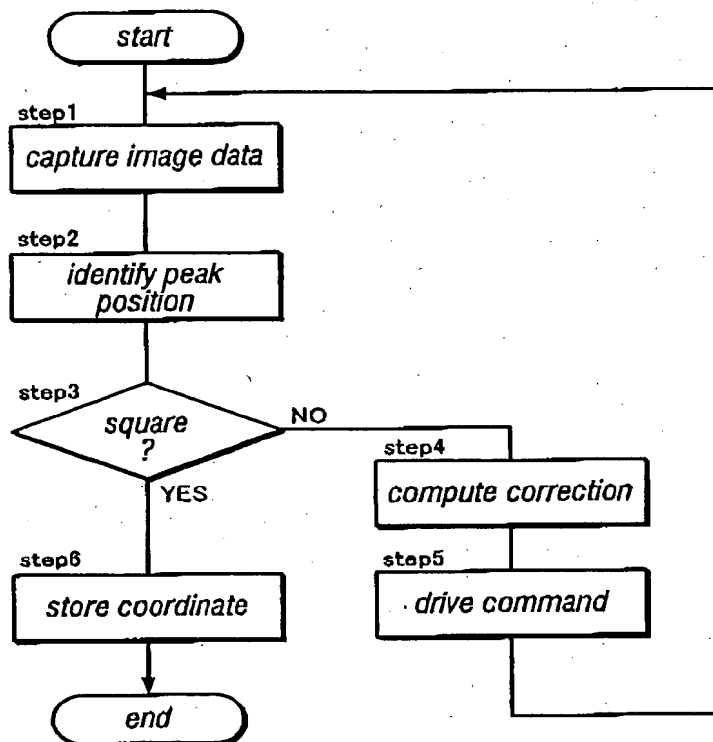 start
step1
capture image data
step2
identify peak
position
step3
square
?
NO
YES
step4
compute correction
step5
drive command
step6
store coordinate
end